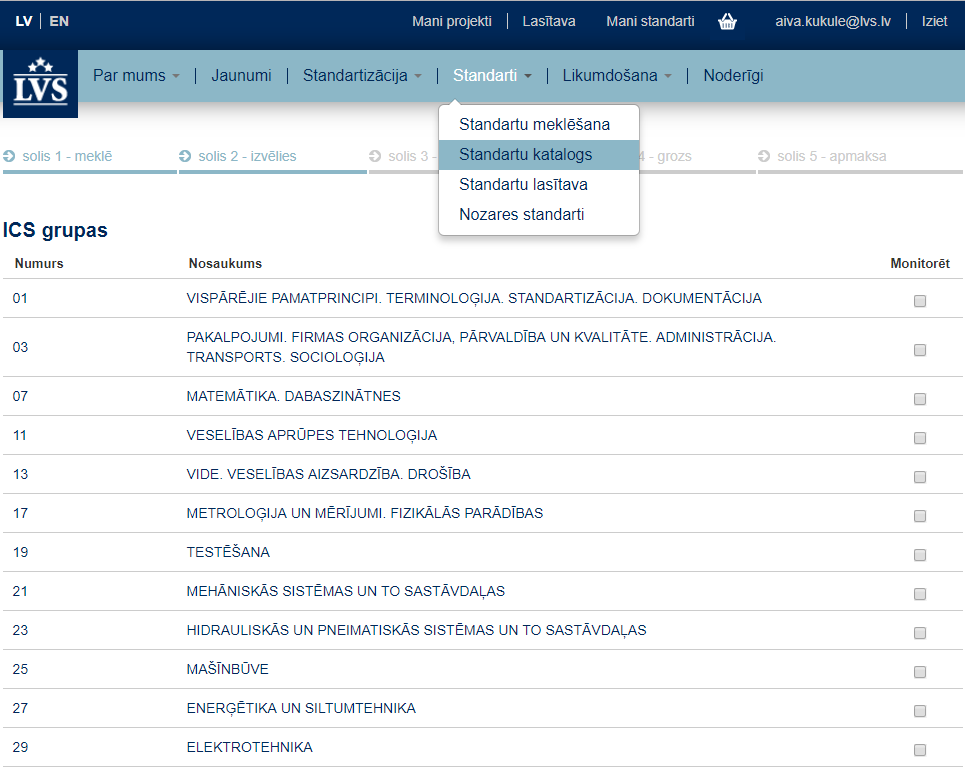 LV | EN
Mani projekti | Lasītava Mani standarti aiva.kukule@lvs.lv | Iziet
LVS
Par mums | Jaunumi | Standartizācija | Standarti | Likumdošana | Noderīgi
Standartu meklēšana
Standartu katalogs
Standartu lasītava
Nozares standarti
solis 1 - meklē
solis 2 - izvēlies
solis 3 -
4 - grozs
solis 5 - apmaksa
ICS grupas
Numurs Nosaukums Monitorēt
01 VISPĀRĒJIE PAMATPRINCIPI. TERMINOLOĢIJA. STANDARTIZĀCIJA. DOKUMENTĀCIJA
03 PAKALPOJUMI. FIRMAS ORGANIZĀCIJA, PĀRVALDĪBA UN KVALITĀTE. ADMINISTRĀCIJA.
TRANSPORTS. SOCIOLOĢIJA
07 MATEMĀTIKA. DABASZINĀTNES
11 VESELĪBAS APRŪPES TEHNOLOĢIJA
13 VIDE. VESELĪBAS AIZSARDZĪBA. DROŠĪBA
17 METROLOĢIJA UN MĒRĪJUMI. FIZIKĀLĀS PARĀDĪBAS
19 TESTĒŠANA
21 MEHĀNISKĀS SISTĒMAS UN TO SASTĀVDAĻAS
23 HIDRAULISKĀS UN PNEIMATISKĀS SISTĒMAS UN TO SASTĀVDAĻAS
25 MAŠĪNBŪVE
27 ENERĢĒTIKA UN SILTUMTEHNIKA
29 ELEKTROTEHNIKA